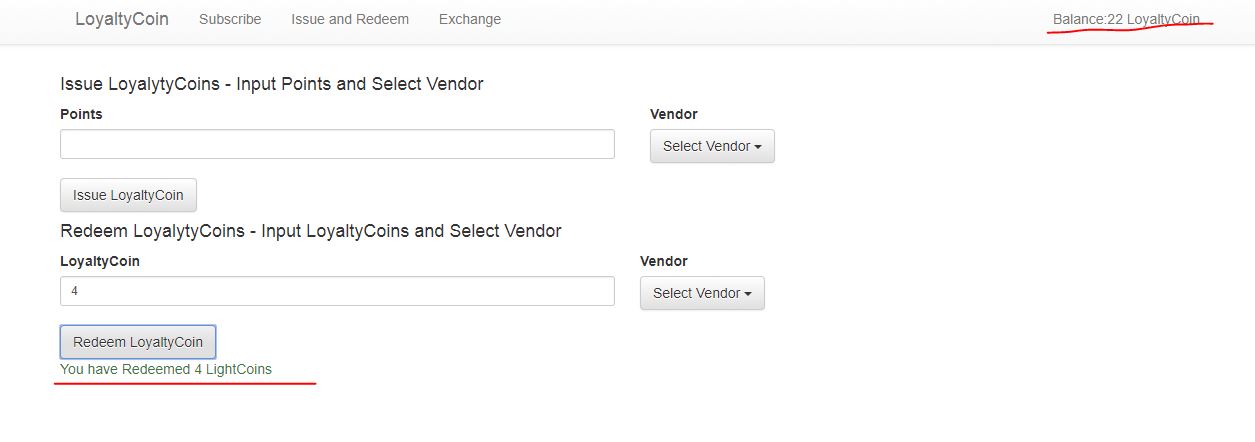 LoyaltyCoin Subscribe Issue and Redeem Exchange Balance:22 LoyaltyCoin
Issue LoyalytyCoins - Input Points and Select Vendor
Points Vendor
Select Vendor
Issue LoyaltyCoin
Redeem LoyalytyCoins - Input LoyaltyCoins and Select Vendor
LoyaltyCoin Vendor
4 Select Vendor
Redeem LoyaltyCoin
You have Redeemed 4 LightCoins